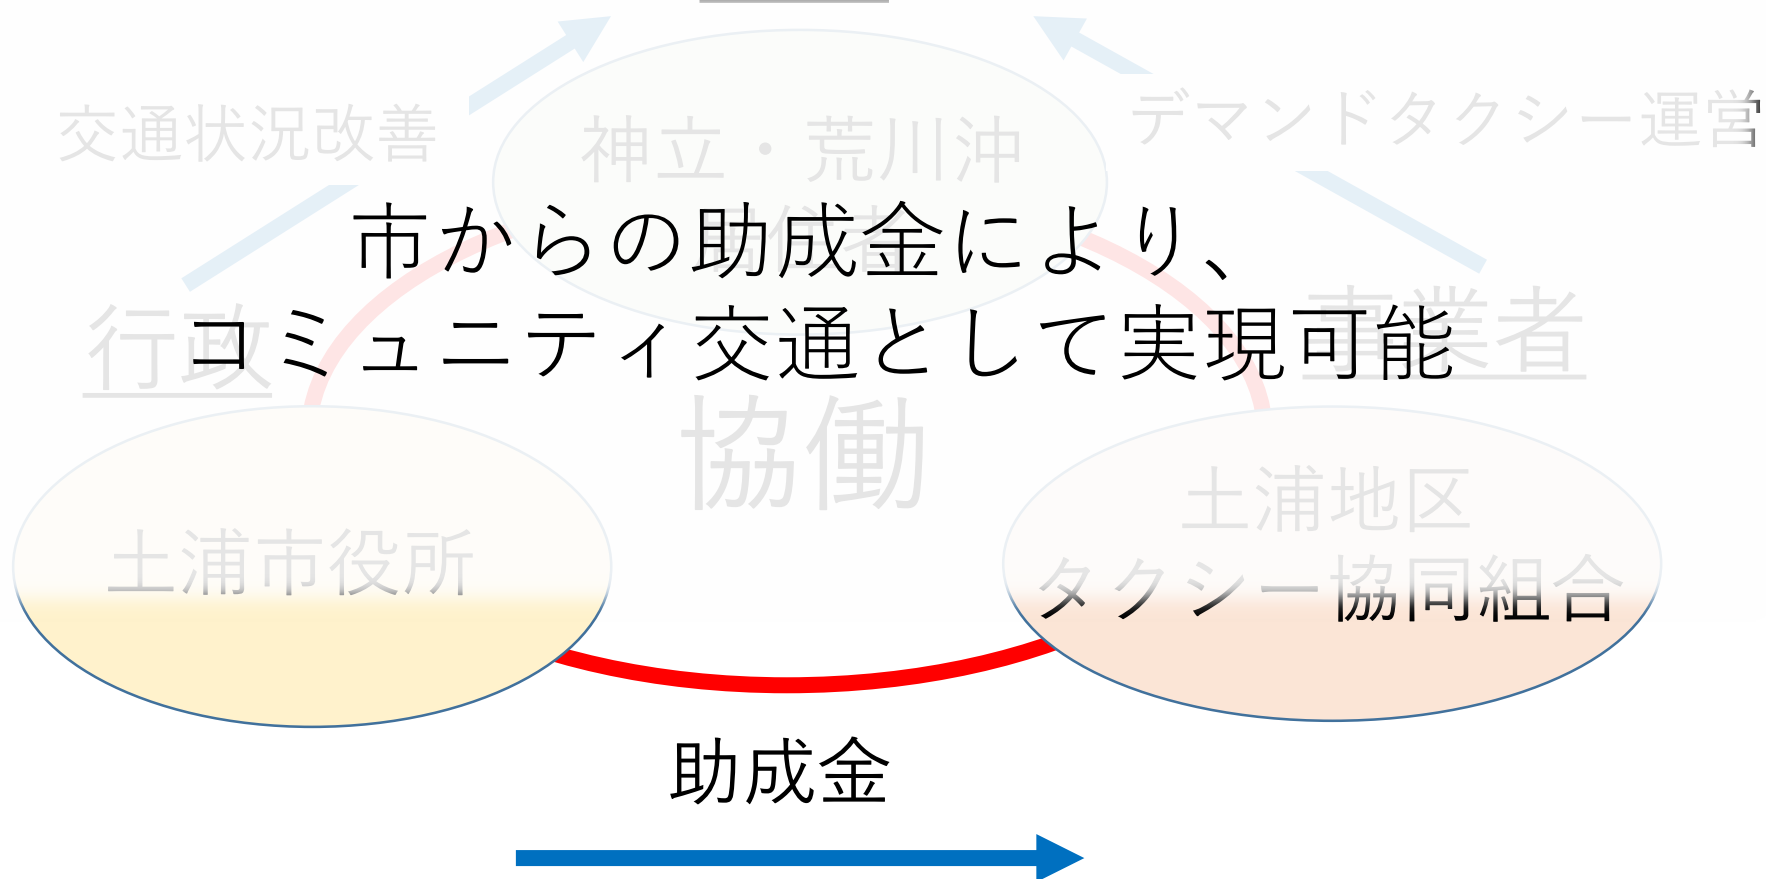 交通状況改善
デマンドタクシー運営
神立・荒川沖
居住者
市からの助成金により、
コミュニティ交通として実現可能
行政
事業者
協働
土浦市役所
土浦地区
タクシー協同組合
助成金